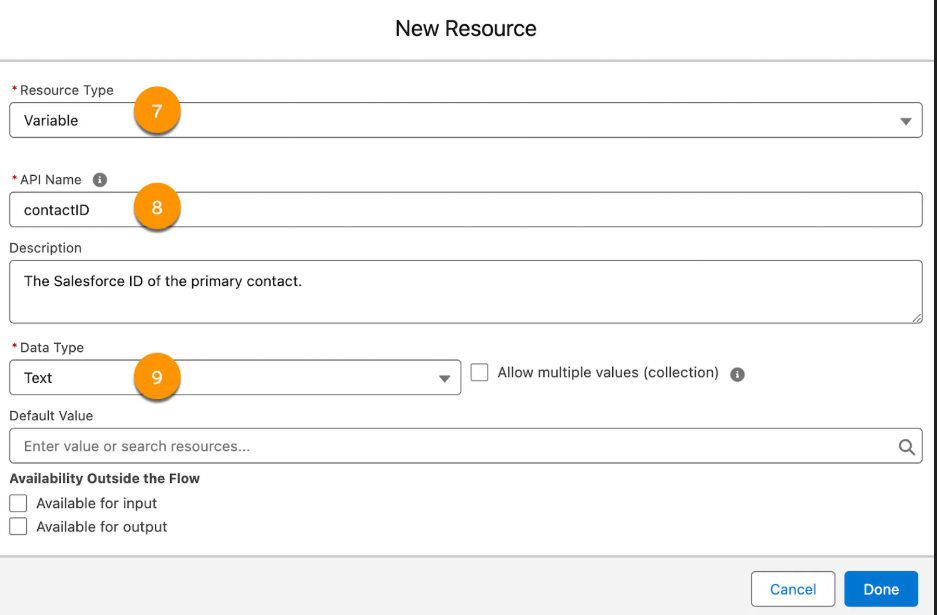 New Resource
* Resource Type
Variable
7
* API Name i
contactID
8
Description
The Salesforce ID of the primary contact.
* Data Type
Text
9
Allow multiple values (collection) i
Default Value
Enter value or search resources...
Availability Outside the Flow
Available for input
Available for output
Cancel
Done